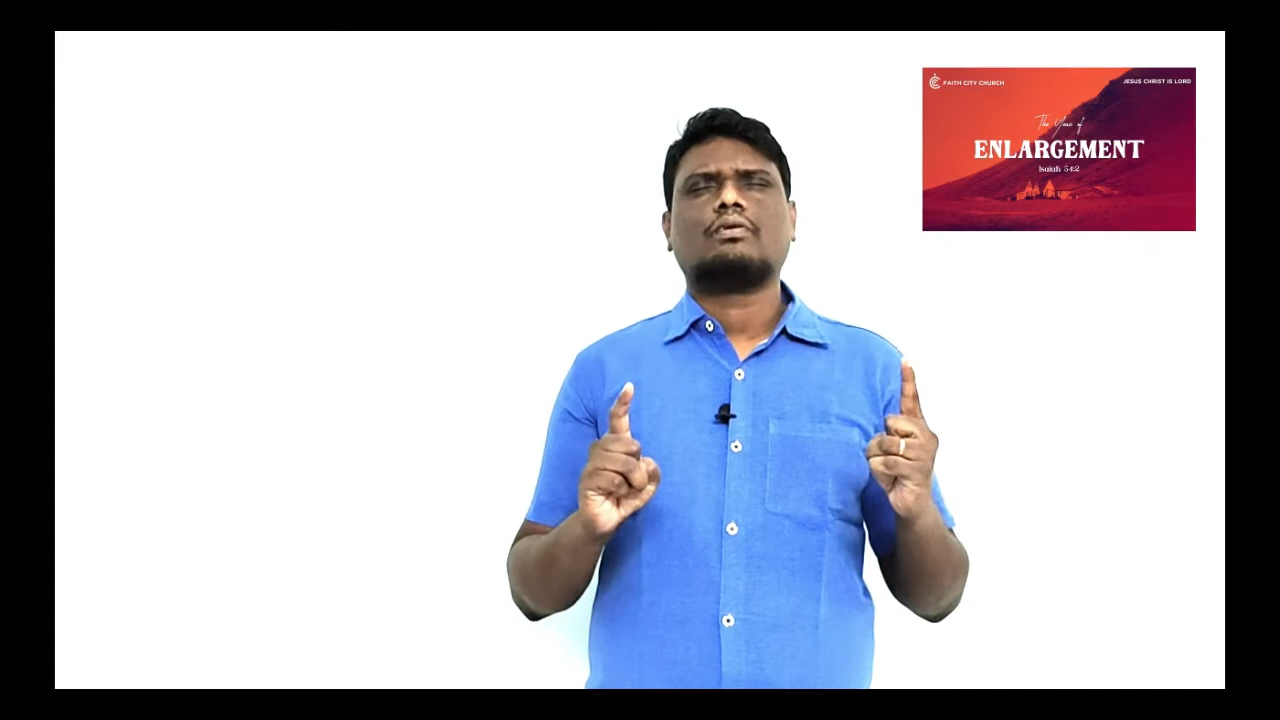 FAITH CITY CHURCH
JESUS CHRIST IS LORD
The Year of
ENLARGEMENT
Isaiah 54:2